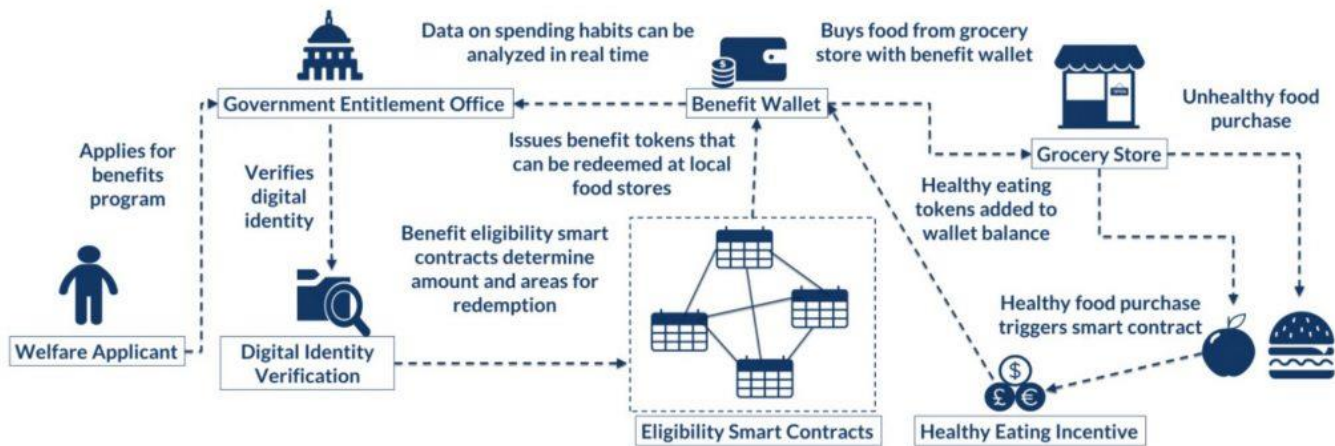 Data on spending habits can be
analyzed in real time
Buys food from grocery
store with benefit wallet
Government Entitlement Office
Benefit Wallet
Unhealthy food
purchase
Grocery Store
Applies for
benefits
program
Verifies
digital
identity
Issues benefit tokens that
can be redeemed at local
food stores
Healthy eating
tokens added to
wallet balance
Benefit eligibility smart
contracts determine
amount and areas for
redemption
Healthy food purchase
triggers smart contract
Welfare Applicant
Digital Identity
Verification
$
$
£
€
Eligibility Smart Contracts
Healthy Eating Incentive